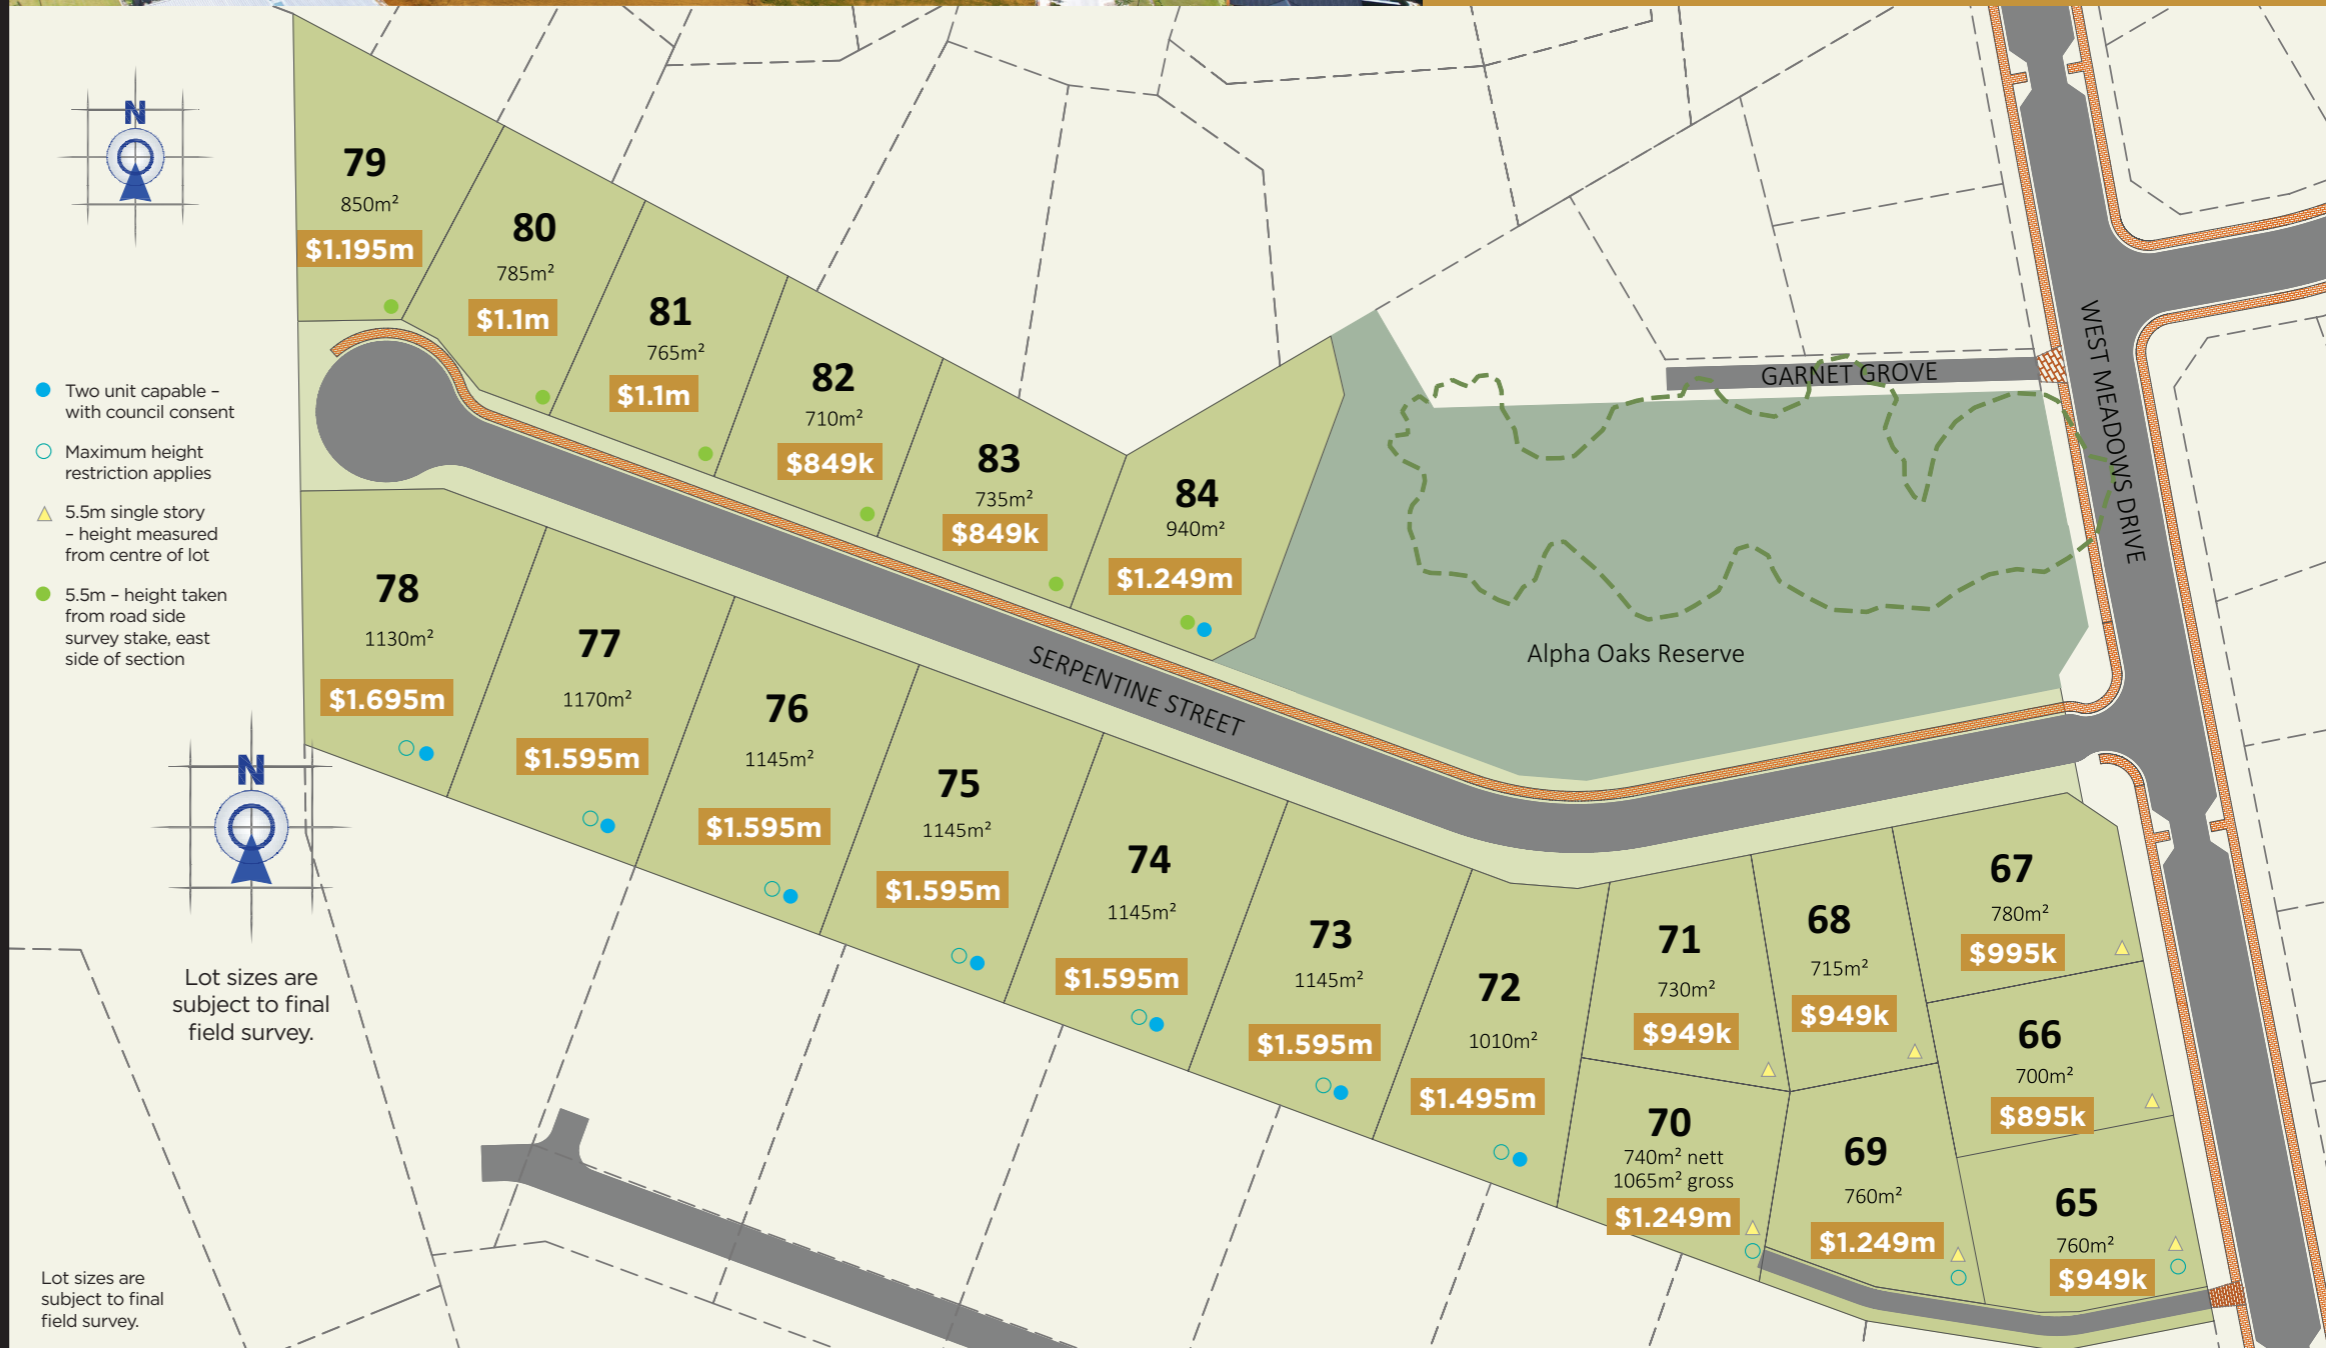 N
79
850m²
$1.195m
80
785m²
$1.1m
81
765m²
$1.1m
82
710m²
$849k
83
735m²
$849k
84
940m²
$1.249m
GARNET GROVE
WEST MEADOWS DRIVE
Alpha Oaks Reserve
SERPENTINE STREET
Two unit capable –
with council consent
Maximum height
restriction applies
5.5m single story
– height measured
from centre of lot
5.5m – height taken
from road side
survey stake, east
side of section
78
1130m²
$1.695m
77
1170m²
$1.595m
76
1145m²
$1.595m
75
1145m²
$1.595m
74
1145m²
$1.595m
73
1145m²
$1.595m
72
1010m²
$1.495m
71
730m²
$949k
68
715m²
$949k
67
780m²
$995k
66
700m²
$895k
70
740m² nett
1065m² gross
$1.249m
69
760m²
$1.249m
65
760m²
$949k
N
Lot sizes are
subject to final
field survey.
Lot sizes are
subject to final
field survey.